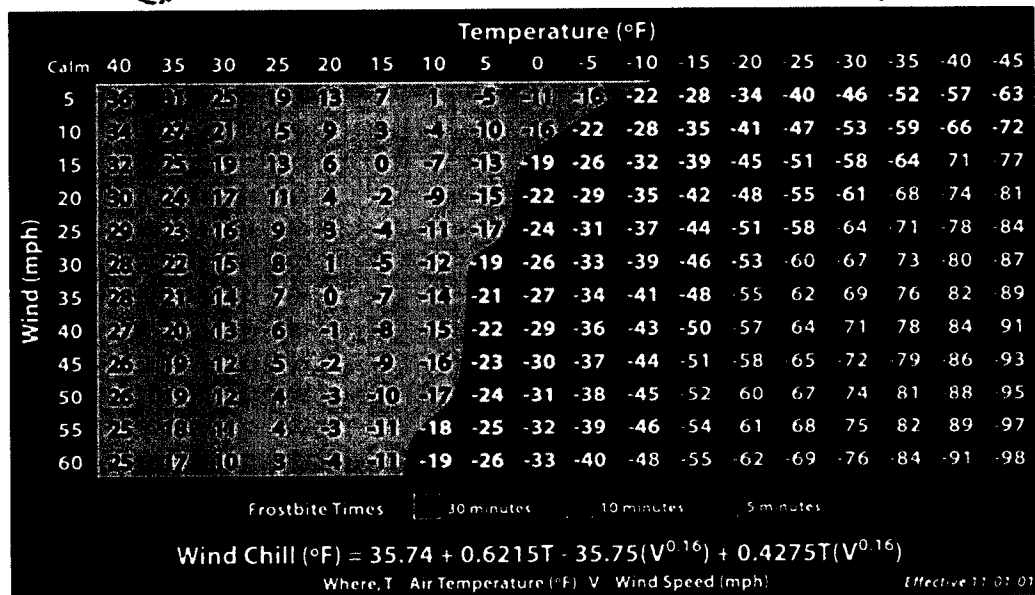 Temperature (°F)
Calm 40 35 30 25 20 15 10 5 0 -5 -10 -15 -20 -25 -30 -35 -40 -45
Wind (mph)
5 36 31 25 19 13 7 1 -5 -11 -16 -22 -28 -34 -40 -46 -52 -57 -63
10 34 27 21 15 9 3 -4 -10 -16 -22 -28 -35 -41 -47 -53 -59 -66 -72
15 32 25 19 13 6 0 -7 -13 -19 -26 -32 -39 -45 -51 -58 -64 71 -77
20 30 24 17 11 4 -2 -9 -15 -22 -29 -35 -42 -48 -55 -61 68 -74 -81
25 29 23 16 9 3 -4 -11 -17 -24 -31 -37 -44 -51 -58 -64 -71 -78 -84
30 28 22 15 8 1 -5 -12 -19 -26 -33 -39 -46 -53 -60 -67 73 -80 -87
35 28 21 14 7 0 -7 -14 -21 -27 -34 -41 -48 -55 62 69 76 82 -89
40 27 20 13 6 -1 -8 -15 -22 -29 -36 -43 -50 -57 64 71 78 84 91
45 26 19 12 5 -2 -9 -16 -23 -30 -37 -44 -51 -58 -65 -72 -79 -86 -93
50 26 19 12 4 -3 -10 -17 -24 -31 -38 -45 -52 60 67 74 81 88 -95
55 25 18 11 4 -3 -11 -18 -25 -32 -39 -46 -54 61 68 75 82 89 -97
60 25 17 10 3 -4 -11 -19 -26 -33 -40 -48 -55 -62 -69 -76 -84 -91 -98
Frostbite Times 30 minutes 10 minutes 5 minutes
Wind Chill (°F) = 35.74 + 0.6215T - 35.75(V^0.16) + 0.4275T(V^0.16)
Where, T Air Temperature (°F) V Wind Speed (mph) Effective 11/01/01